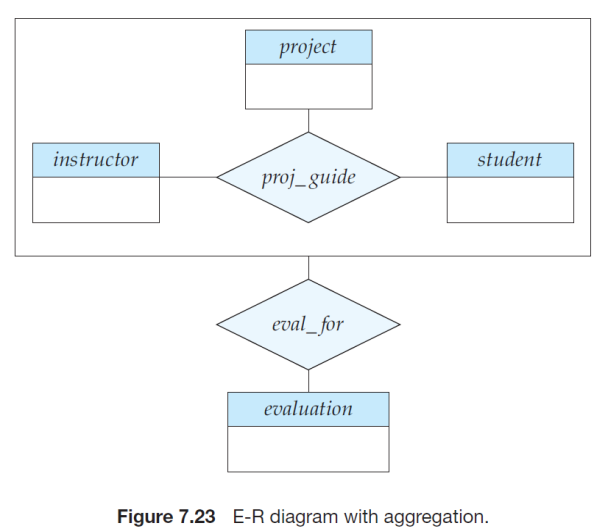 project
instructor
proj_guide
student
eval_for
evaluation
Figure 7.23 E-R diagram with aggregation.